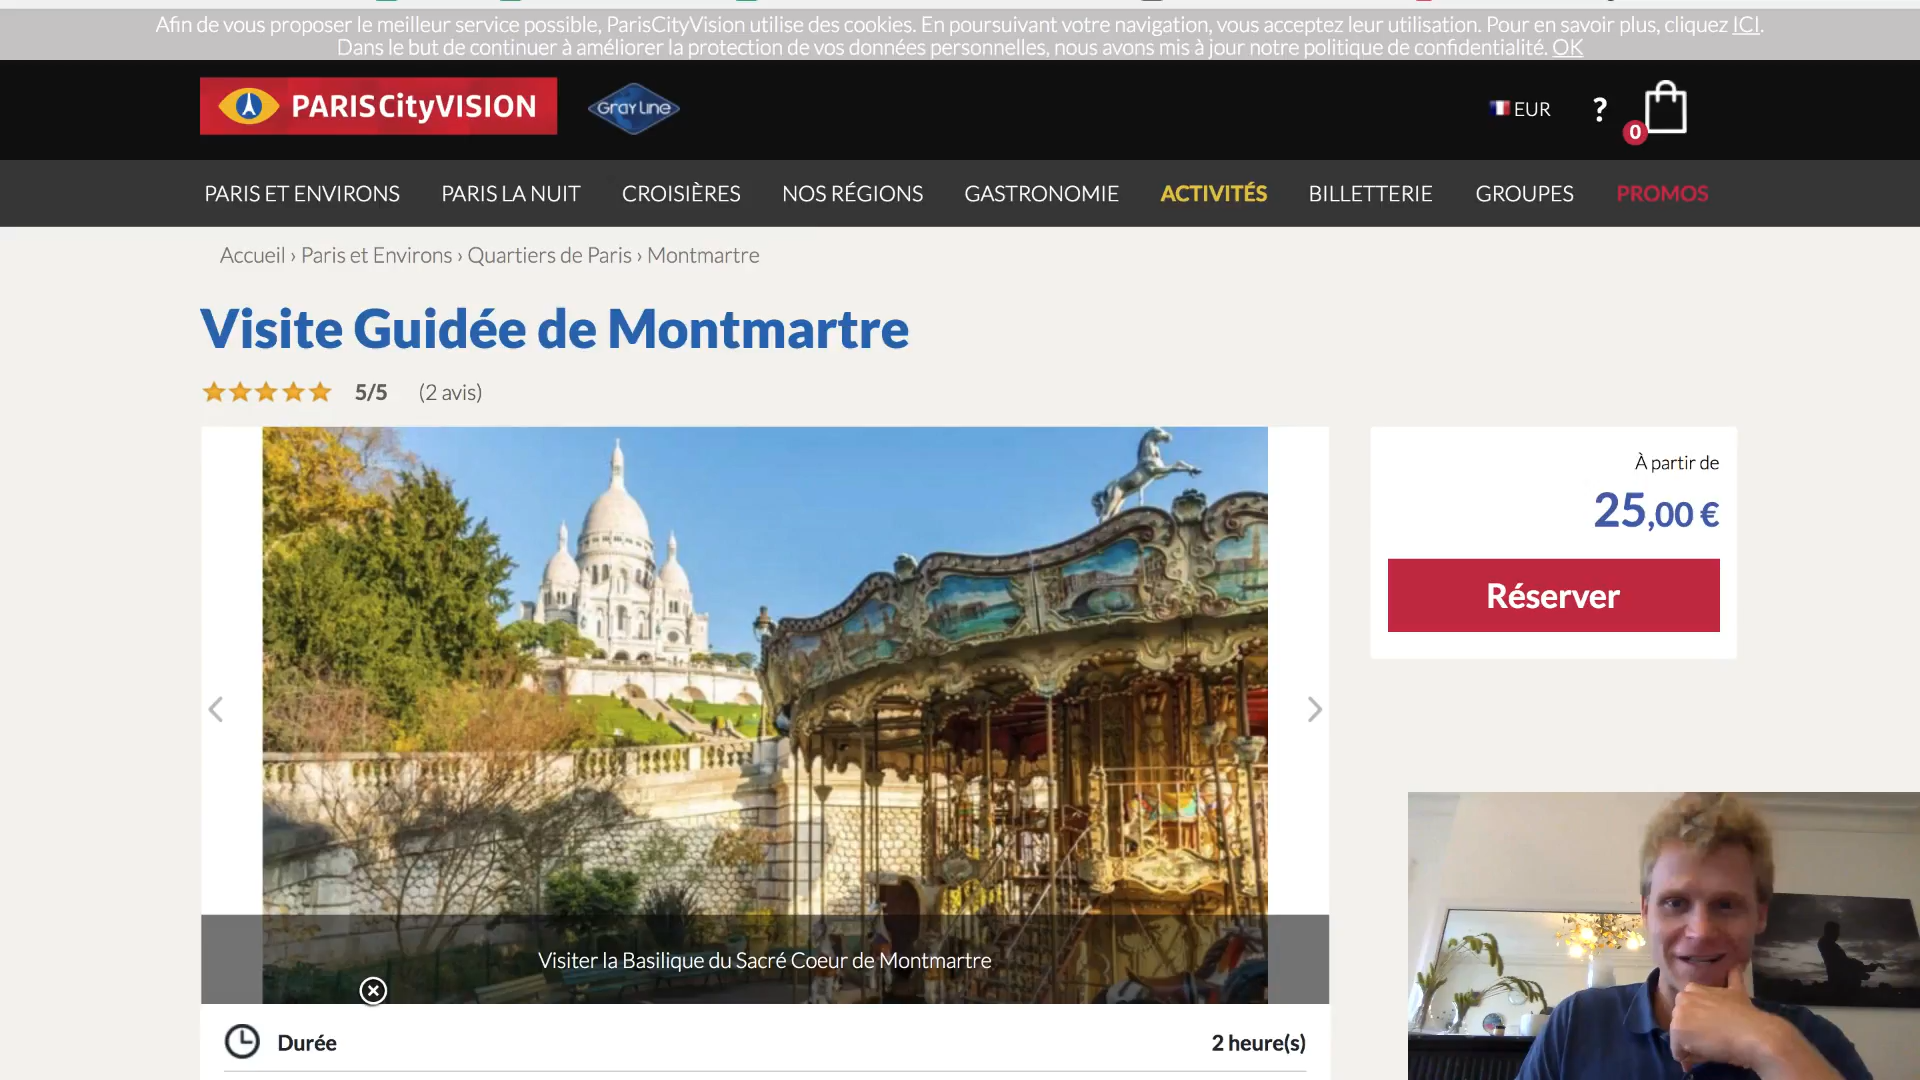 Afin de vous proposer le meilleur service possible, ParisCityVision utilise des cookies. En poursuivant votre navigation, vous acceptez leur utilisation. Pour en savoir plus, cliquez ICI.
Dans le but de continuer à améliorer la protection de vos données personnelles, nous avons mis à jour notre politique de confidentialité. OK
PARISCityVISION
Gray Line
EUR
?
0
PARIS ET ENVIRONS
PARIS LA NUIT
CROISIÈRES
NOS RÉGIONS
GASTRONOMIE
ACTIVITÉS
BILLETTERIE
GROUPES
PROMOS
Accueil › Paris et Environs › Quartiers de Paris › Montmartre
Visite Guidée de Montmartre
5/5 (2 avis)
À partir de
25,00 €
Réserver
Visiter la Basilique du Sacré Coeur de Montmartre
Durée
2 heure(s)